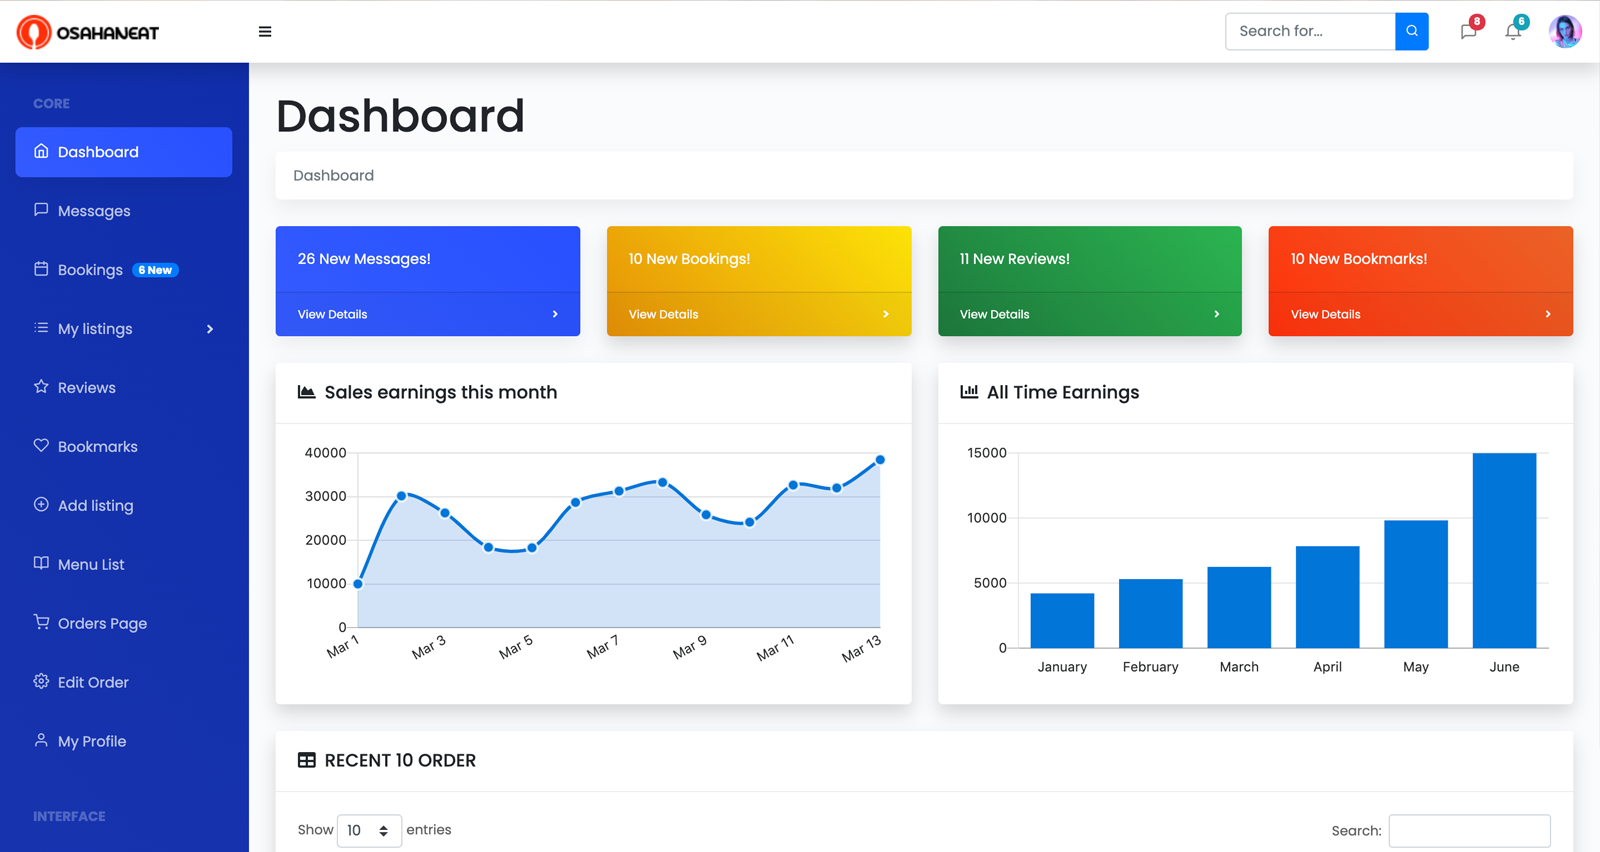 OSAHANEAT
Search for...
8
6
CORE
Dashboard
Messages
Bookings 6 New
My listings
Reviews
Bookmarks
Add listing
Menu List
Orders Page
Edit Order
My Profile
INTERFACE
Dashboard
Dashboard
26 New Messages!
View Details
10 New Bookings!
View Details
11 New Reviews!
View Details
10 New Bookmarks!
View Details
Sales earnings this month
40000
30000
20000
10000
0
Mar 1 Mar 3 Mar 5 Mar 7 Mar 9 Mar 11 Mar 13
All Time Earnings
15000
10000
5000
0
January February March April May June
RECENT 10 ORDER
Show 10 entries
Search: